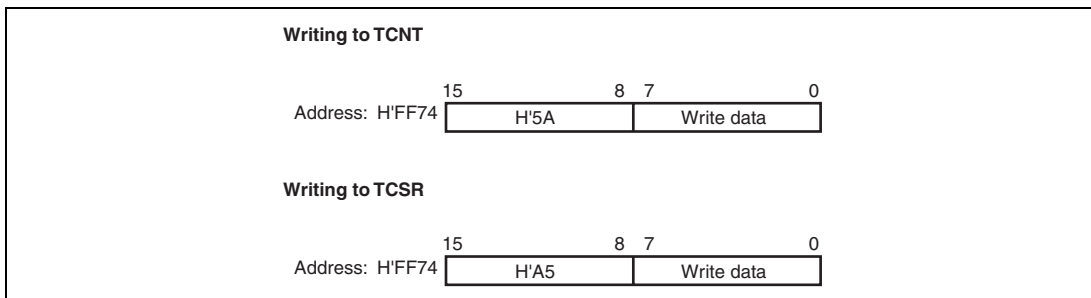 Writing to TCNT
15 8 7 0
Address: H'FF74 H'5A Write data
Writing to TCSR
15 8 7 0
Address: H'FF74 H'A5 Write data